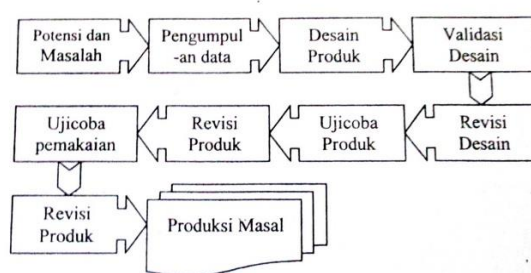 Potensi dan
Masalah
Pengumpul
-an data
Desain
Produk
Validasi
Desain
Revisi
Desain
Ujicoba
Produk
Revisi
Produk
Ujicoba
pemakaian
Revisi
Produk
Produksi Masal